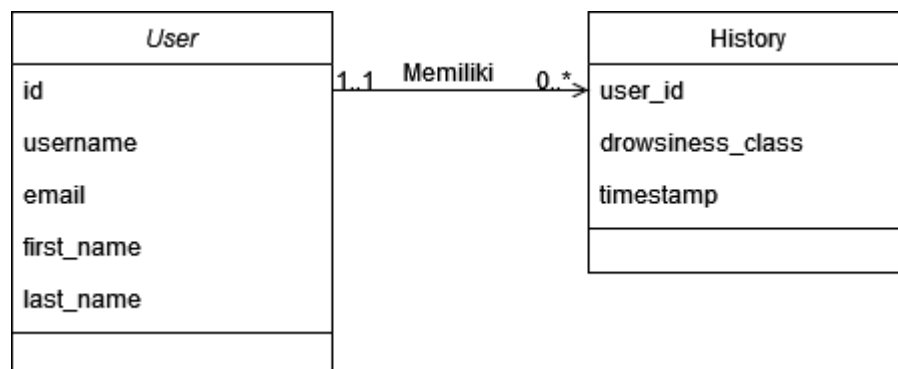 User
id
username
email
first_name
last_name
1..1
Memiliki
0..*
History
user_id
drowsiness_class
timestamp